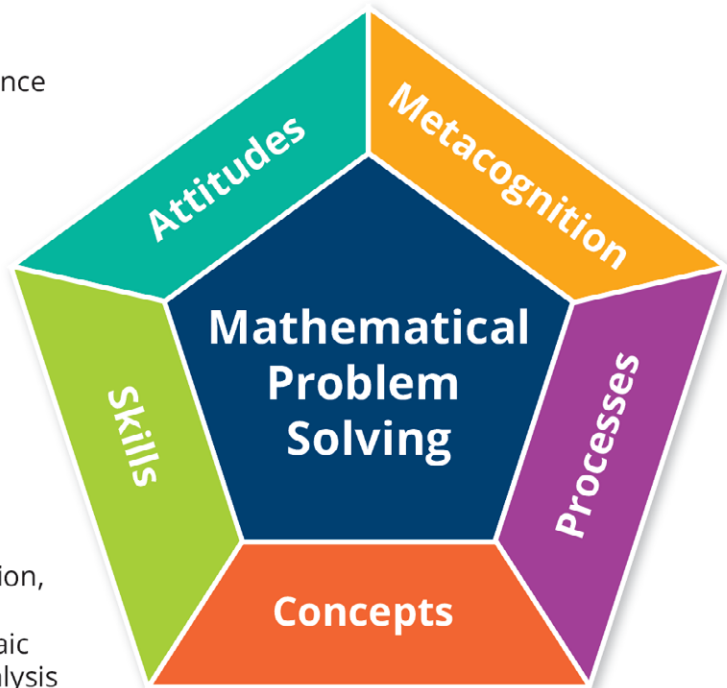 Attitudes
Metacognition
Mathematical
Problem
Solving
Skills
Processes
Concepts